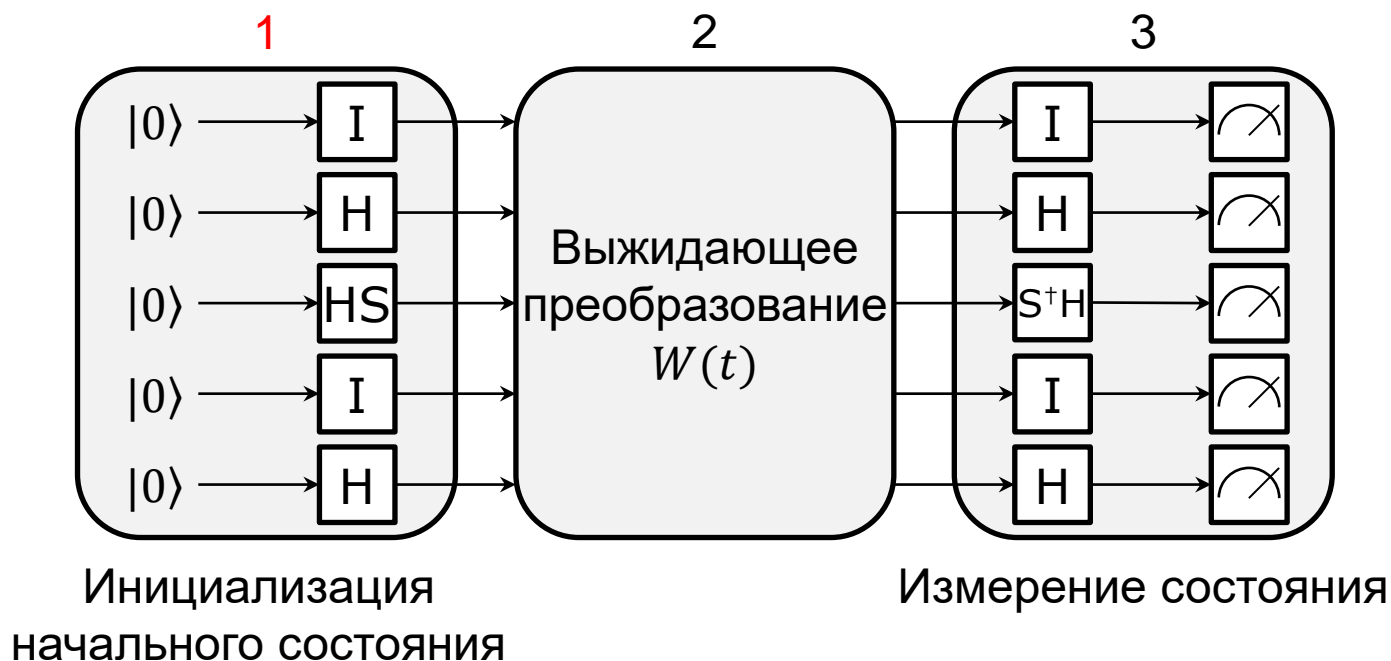 1 2 3
|0⟩ I I
|0⟩ H H
|0⟩ HS S†H
|0⟩ I I
|0⟩ H H
Выжидающее
преобразование
W(t)
Инициализация
начального состояния
Измерение состояния